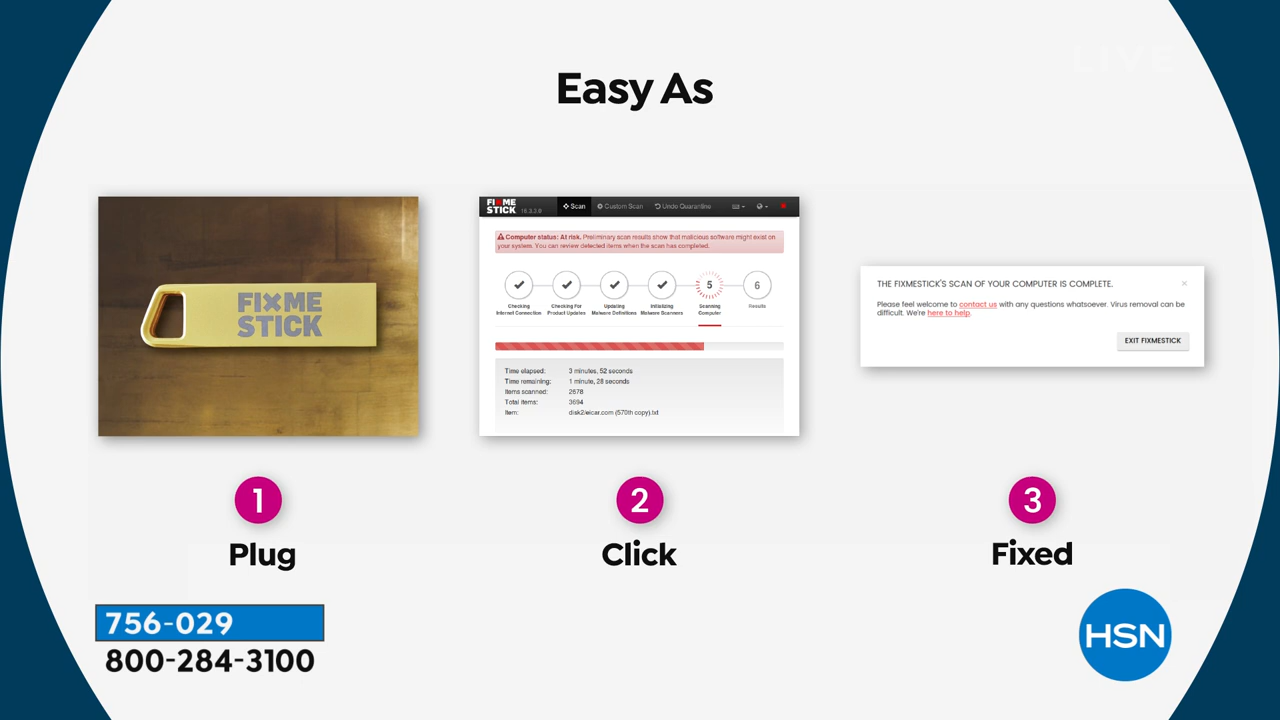 LIVE
Easy As
FIXME
STICK
FIXME
STICK
Scan
Custom Scan
Undo Quarantine
Computer status: At risk. Preliminary scan results show that malicious software might exist on
your system. You can review detected items when the scan has completed.
5
6
Checking
Internet Connection
Checking For
Product Updates
Updating
Malware Definitions
Initializing
Malware Scanners
Scanning
Computer
Results
Time elapsed: 3 minutes, 52 seconds
Time remaining: 1 minute, 28 seconds
Items scanned: 2678
Total items: 3694
Item: disk2/eicar.com (570th copy).txt
THE FIXMESTICK'S SCAN OF YOUR COMPUTER IS COMPLETE.
Please feel welcome to contact us with any questions whatsoever. Virus removal can be
difficult. We're here to help.
EXIT FIXMESTICK
1
2
3
Plug
Click
Fixed
756-029
800-284-3100
HSN